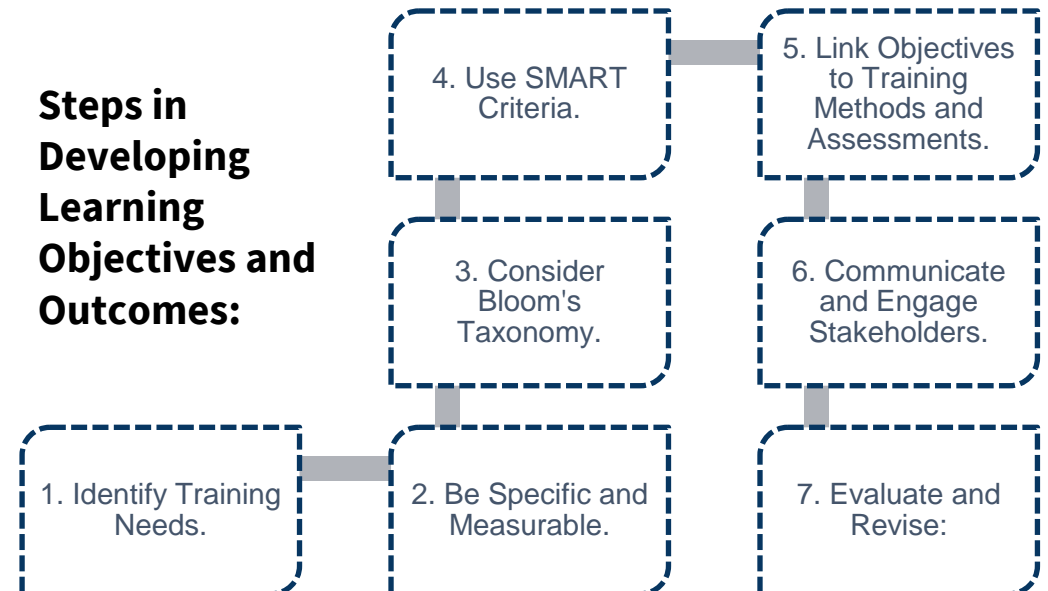 Steps in
Developing
Learning
Objectives and
Outcomes:
1. Identify Training
Needs.
2. Be Specific and
Measurable.
3. Consider
Bloom's
Taxonomy.
4. Use SMART
Criteria.
5. Link Objectives
to Training
Methods and
Assessments.
6. Communicate
and Engage
Stakeholders.
7. Evaluate and
Revise: